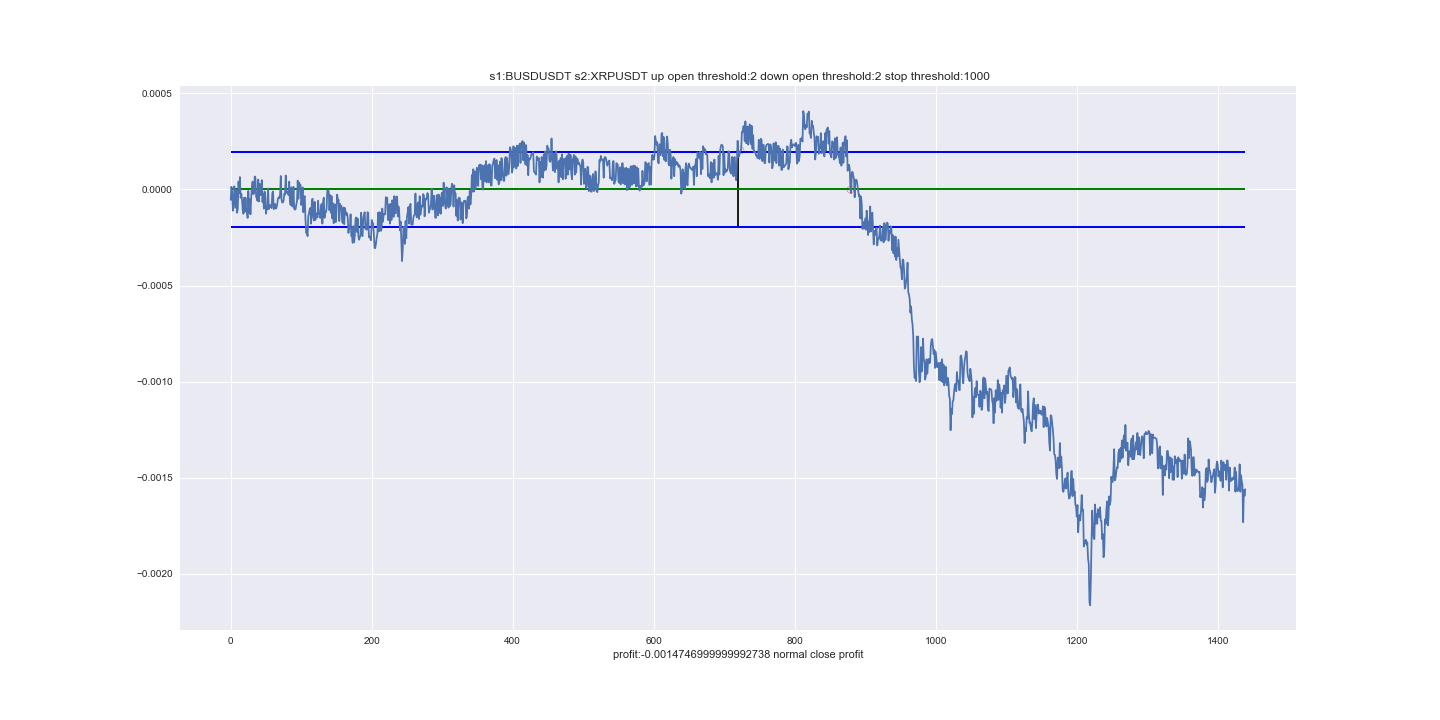 s1:BUSDUSDT s2:XRPUSDT up open threshold:2 down open threshold:2 stop threshold:1000
0.0005
0.0000
−0.0005
−0.0010
−0.0015
−0.0020
0 200 400 600 800 1000 1200 1400
profit:-0.0014746999999992738 normal close profit